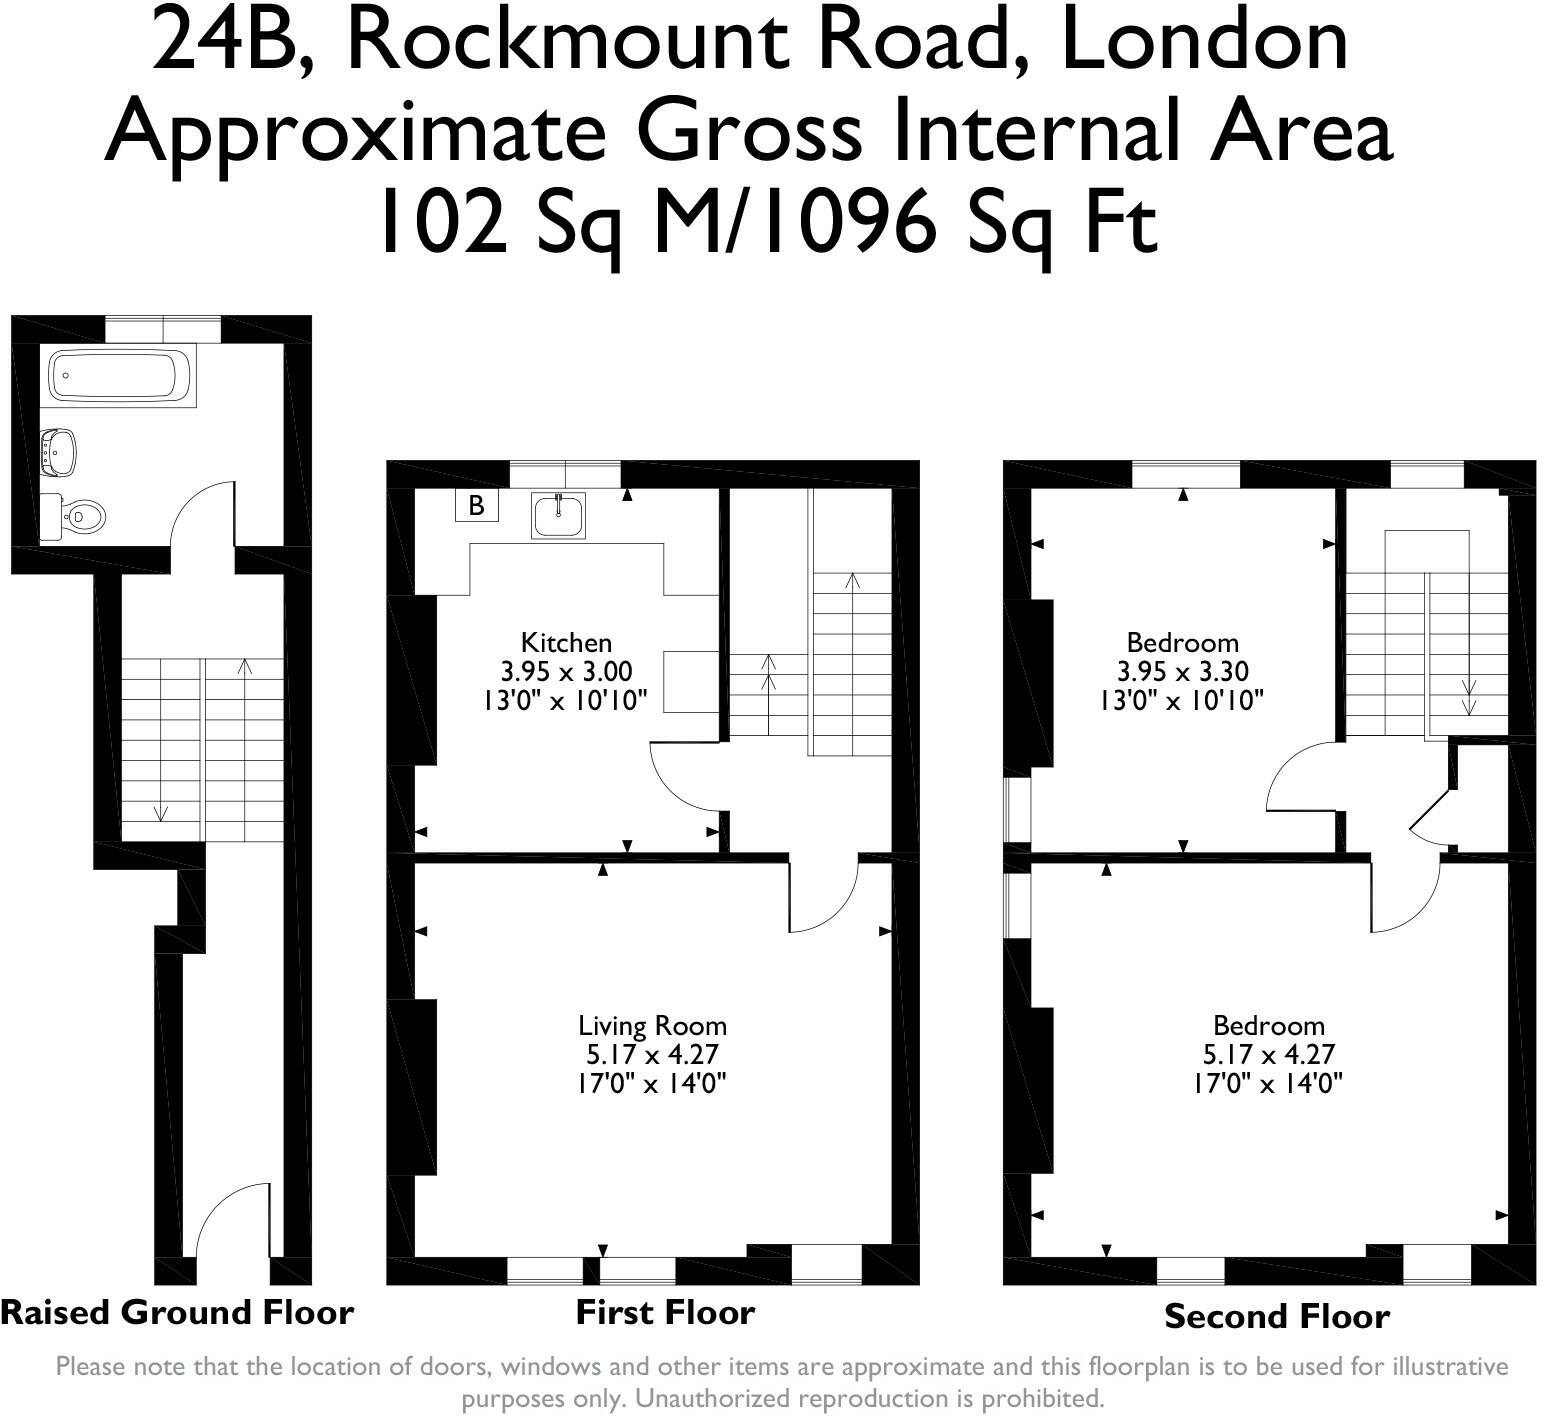 24B, Rockmount Road, London
Approximate Gross Internal Area
102 Sq M/1096 Sq Ft
B
Kitchen
3.95 x 3.00
13'0" x 10'10"
Bedroom
3.95 x 3.30
13'0" x 10'10"
Living Room
5.17 x 4.27
17'0" x 14'0"
Bedroom
5.17 x 4.27
17'0" x 14'0"
Raised Ground Floor
First Floor
Second Floor
Please note that the location of doors, windows and other items are approximate and this floorplan is to be used for illustrative
purposes only. Unauthorized reproduction is prohibited.